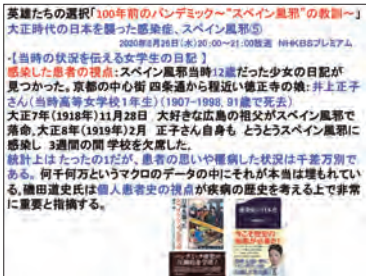 英雄たちの選択「100年前のパンデミック～“スペイン風邪”の教訓～」
大正時代の日本を襲った感染症、スペイン風邪⑤
2020年8月26日(水)20:00～21:00放送 NHKBSプレミアム
・【当時の状況を伝える女学生の日記】
感染した患者の視点：スペイン風邪当時12歳だった少女の日記が
見つかった。京都の中心街 四条通から程近い徳正寺の娘：井上正子
さん(当時高等女学校1年生)(1907-1998、91歳で死去)
大正7年(1918年)11月28日 大好きな広島の祖父がスペイン風邪で
落命、大正8年(1919)2月 正子さん自身も とうとうスペイン風邪に
感染し 3週間の間 学校を欠席した。
統計上は たったの1だが、患者の思いや罹病した状況は千差万別で
ある。何千何万というマクロのデータの中にそれが本当は埋もれてい
る、磯田道史氏は個人患者史の視点が疾病の歴史を考える上で非常
に重要と指摘する。